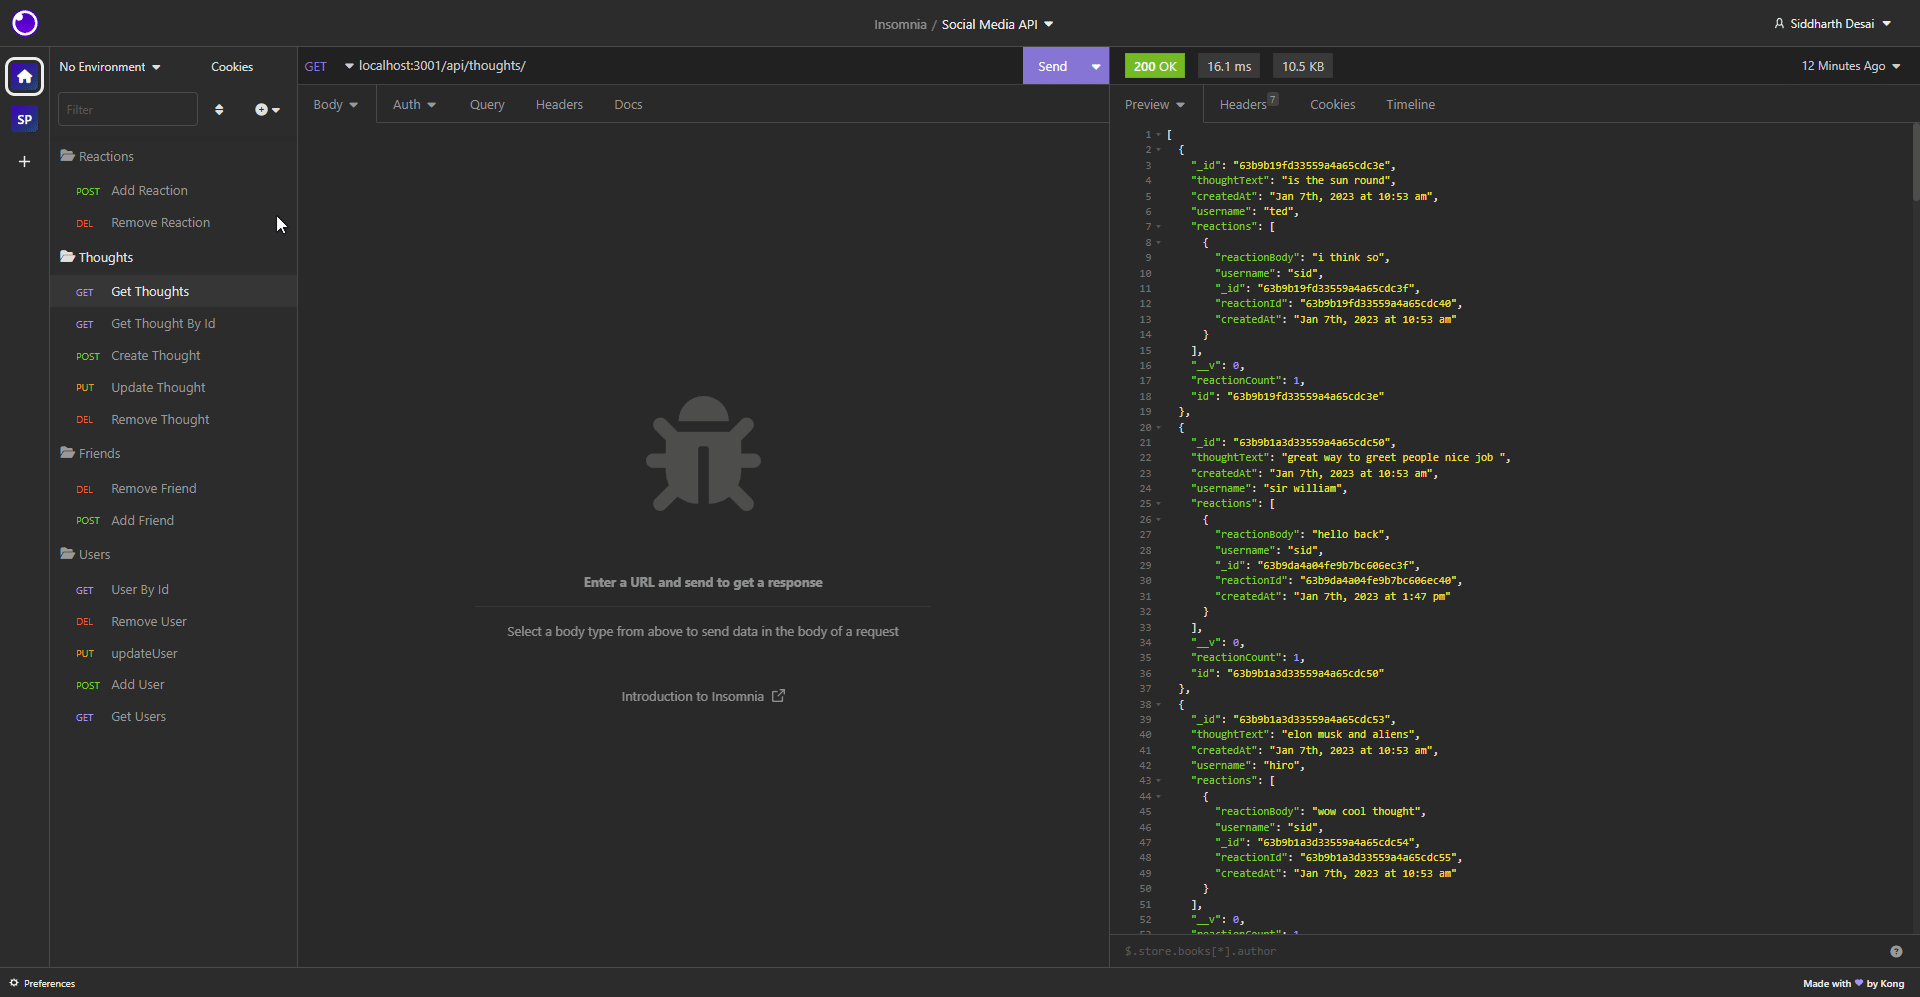 Insomnia / Social Media API
Siddharth Desai
SP
No Environment
Cookies
Filter
Reactions
POST Add Reaction
DEL Remove Reaction
Thoughts
GET Get Thoughts
GET Get Thought By Id
POST Create Thought
PUT Update Thought
DEL Remove Thought
Friends
DEL Remove Friend
POST Add Friend
Users
GET User By Id
DEL Remove User
PUT updateUser
POST Add User
GET Get Users
GET localhost:3001/api/thoughts/ Send
Body Auth Query Headers Docs
Enter a URL and send to get a response
Select a body type from above to send data in the body of a request
Introduction to Insomnia
200 OK 16.1 ms 10.5 KB 12 Minutes Ago
Preview Headers 7 Cookies Timeline
1 [
2 {
3 "_id": "63b9b19fd33559a4a65cdc3e",
4 "thoughtText": "is the sun round",
5 "createdAt": "Jan 7th, 2023 at 10:53 am",
6 "username": "ted",
7 "reactions": [
8 {
9 "reactionBody": "i think so",
10 "username": "sid",
11 "_id": "63b9b19fd33559a4a65cdc3f",
12 "reactionId": "63b9b19fd33559a4a65cdc40",
13 "createdAt": "Jan 7th, 2023 at 10:53 am"
14 }
15 ],
16 "__v": 0,
17 "reactionCount": 1,
18 "id": "63b9b19fd33559a4a65cdc3e"
19 },
20 {
21 "_id": "63b9b1a3d33559a4a65cdc50",
22 "thoughtText": "great way to greet people nice job ",
23 "createdAt": "Jan 7th, 2023 at 10:53 am",
24 "username": "sir william",
25 "reactions": [
26 {
27 "reactionBody": "hello back",
28 "username": "sid",
29 "_id": "63b9da4a04fe9b7bc606ec3f",
30 "reactionId": "63b9da4a04fe9b7bc606ec40",
31 "createdAt": "Jan 7th, 2023 at 1:47 pm"
32 }
33 ],
34 "__v": 0,
35 "reactionCount": 1,
36 "id": "63b9b1a3d33559a4a65cdc50"
37 },
38 {
39 "_id": "63b9b1a3d33559a4a65cdc53",
40 "thoughtText": "elon musk and aliens",
41 "createdAt": "Jan 7th, 2023 at 10:53 am",
42 "username": "hiro",
43 "reactions": [
44 {
45 "reactionBody": "wow cool thought",
46 "username": "sid",
47 "_id": "63b9b1a3d33559a4a65cdc54",
48 "reactionId": "63b9b1a3d33559a4a65cdc55",
49 "createdAt": "Jan 7th, 2023 at 10:53 am"
50 }
51 ],
52 "__v": 0,
53 "reactionCount": 1,
$.store.books[*].author
Preferences
Made with 💜 by Kong